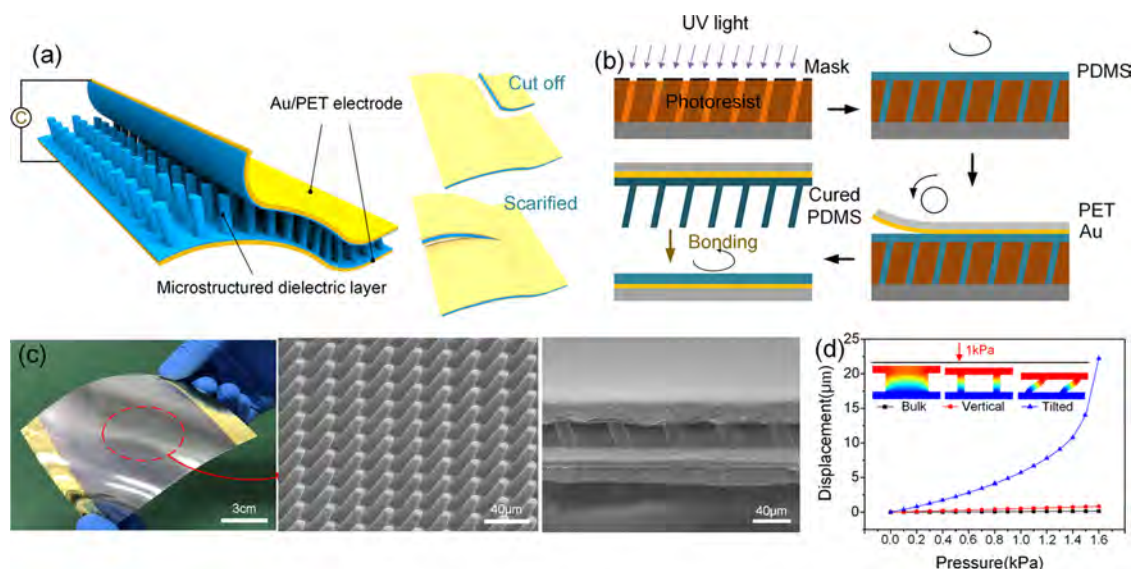 (a)
C
Au/PET electrode
Microstructured dielectric layer
Cut off
Scarified
(b)
UV light
Mask
Photoresist
PDMS
Cured
PDMS
Bonding
PET
Au
(c)
3cm
40μm
40μm
(d)
1kPa
Bulk Vertical Tilted
Displacement(μm)
25
20
15
10
5
0
0.0 0.2 0.4 0.6 0.8 1.0 1.2 1.4 1.6
Pressure(kPa)